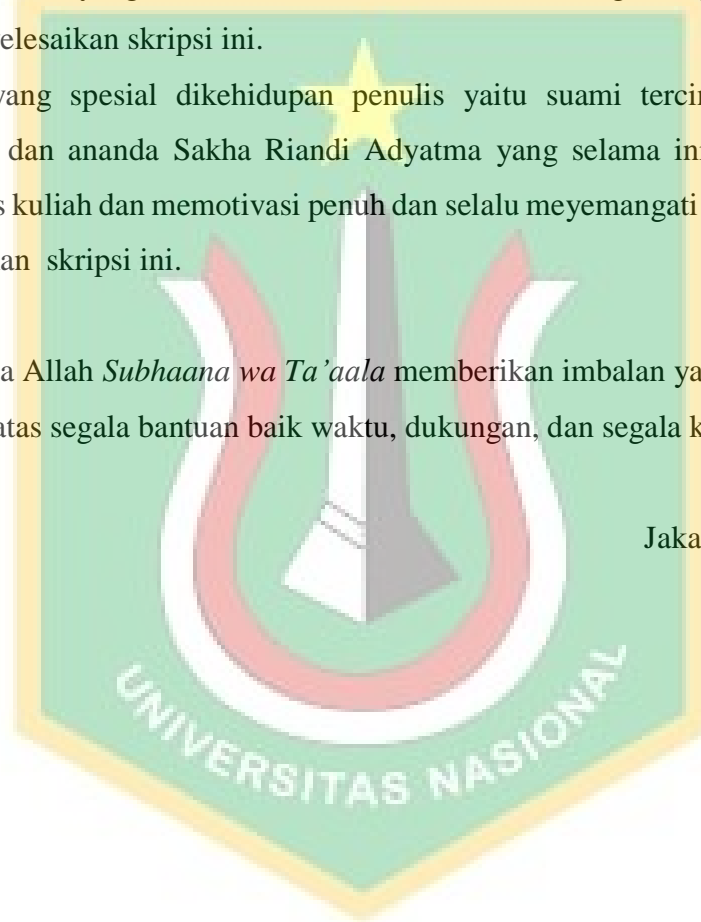 elesaikan skripsi ini.
yang spesial dikehidupan penulis yaitu suami tercin
dan ananda Sakha Riandi Adyatma yang selama ini
s kuliah dan memotivasi penuh dan selalu meyemangati
an skripsi ini.
a Allah Subhaana wa Ta’aala memberikan imbalan ya
atas segala bantuan baik waktu, dukungan, dan segala k
Jaka
UNIVERSITAS NASIONAL